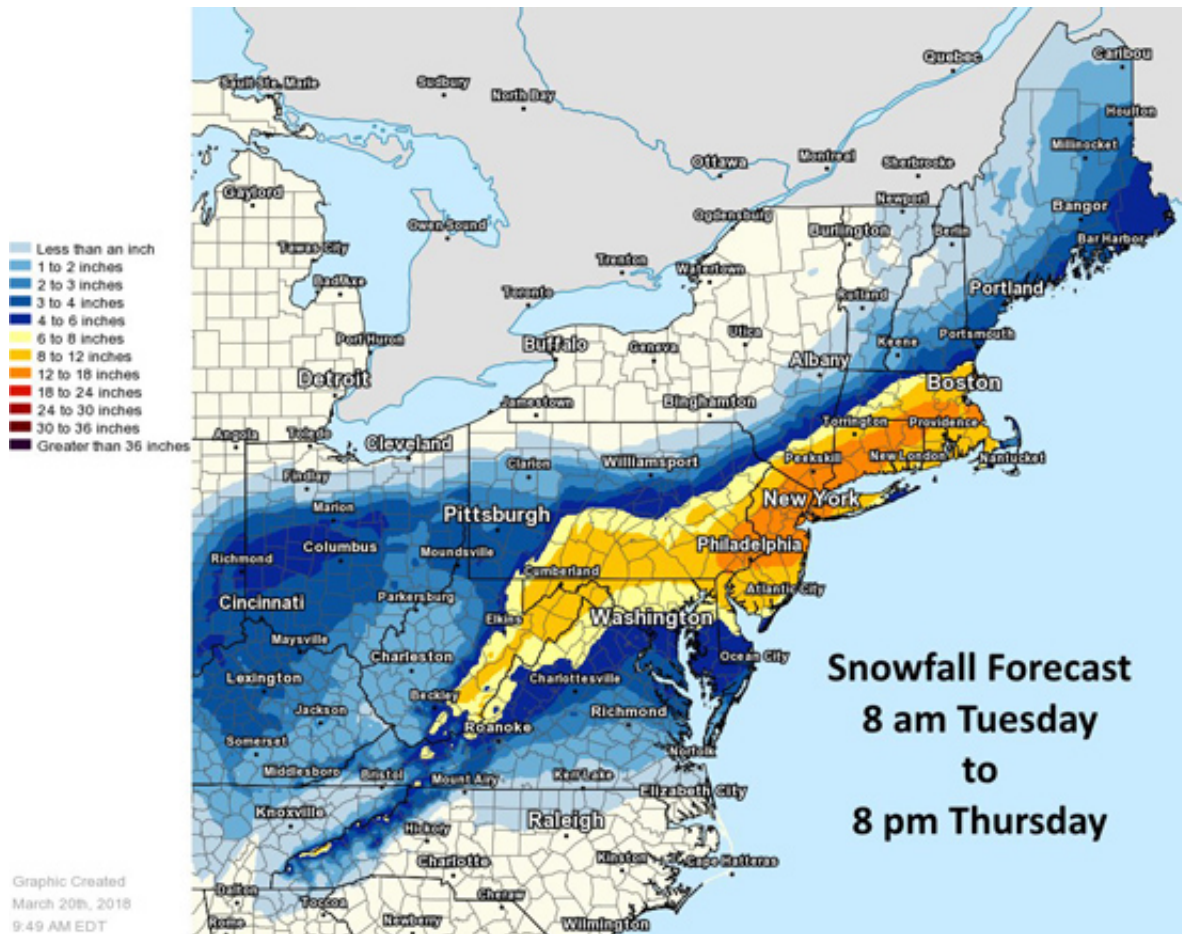 Less than an inch
1 to 2 inches
2 to 3 inches
3 to 4 inches
4 to 6 inches
6 to 8 inches
8 to 12 inches
12 to 18 inches
18 to 24 inches
24 to 30 inches
30 to 36 inches
Greater than 36 inches
Caribou
Quebec
Sault Ste. Marie
Sudbury
North Bay
Houlton
Millinocket
Montreal
Ottawa
Sherbrooke
Gaylord
Newport
Bangor
Ogdensburg
Owen Sound
Burlington
Berlin
Bar Harbor
Tawas City
Trenton
Watertown
Bad Axe
Toronto
Portland
Rutland
Port Huron
Utica
Portsmouth
Buffalo
Geneva
Keene
Albany
Detroit
Boston
Jamestown
Binghamton
Torrington
Providence
Angola
Toledo
Cleveland
Peekskill
New London
Nantucket
Clarion
Williamsport
Findlay
New York
Marion
Pittsburgh
Columbus
Moundsville
Philadelphia
Richmond
Cumberland
Atlantic City
Parkersburg
Cincinnati
Elkins
Washington
Maysville
Charleston
Ocean City
Lexington
Charlottesville
Beckley
Jackson
Richmond
Roanoke
Somerset
Norfolk
Middlesboro
Bristol
Mount Airy
Kerr Lake
Elizabeth City
Knoxville
Raleigh
Hickory
Charlotte
Kinston
Cape Hatteras
Dalton
Cheraw
Toccoa
Rome
Newberry
Wilmington
Snowfall Forecast
8 am Tuesday
to
8 pm Thursday
Graphic Created
March 20th, 2018
9:49 AM EDT